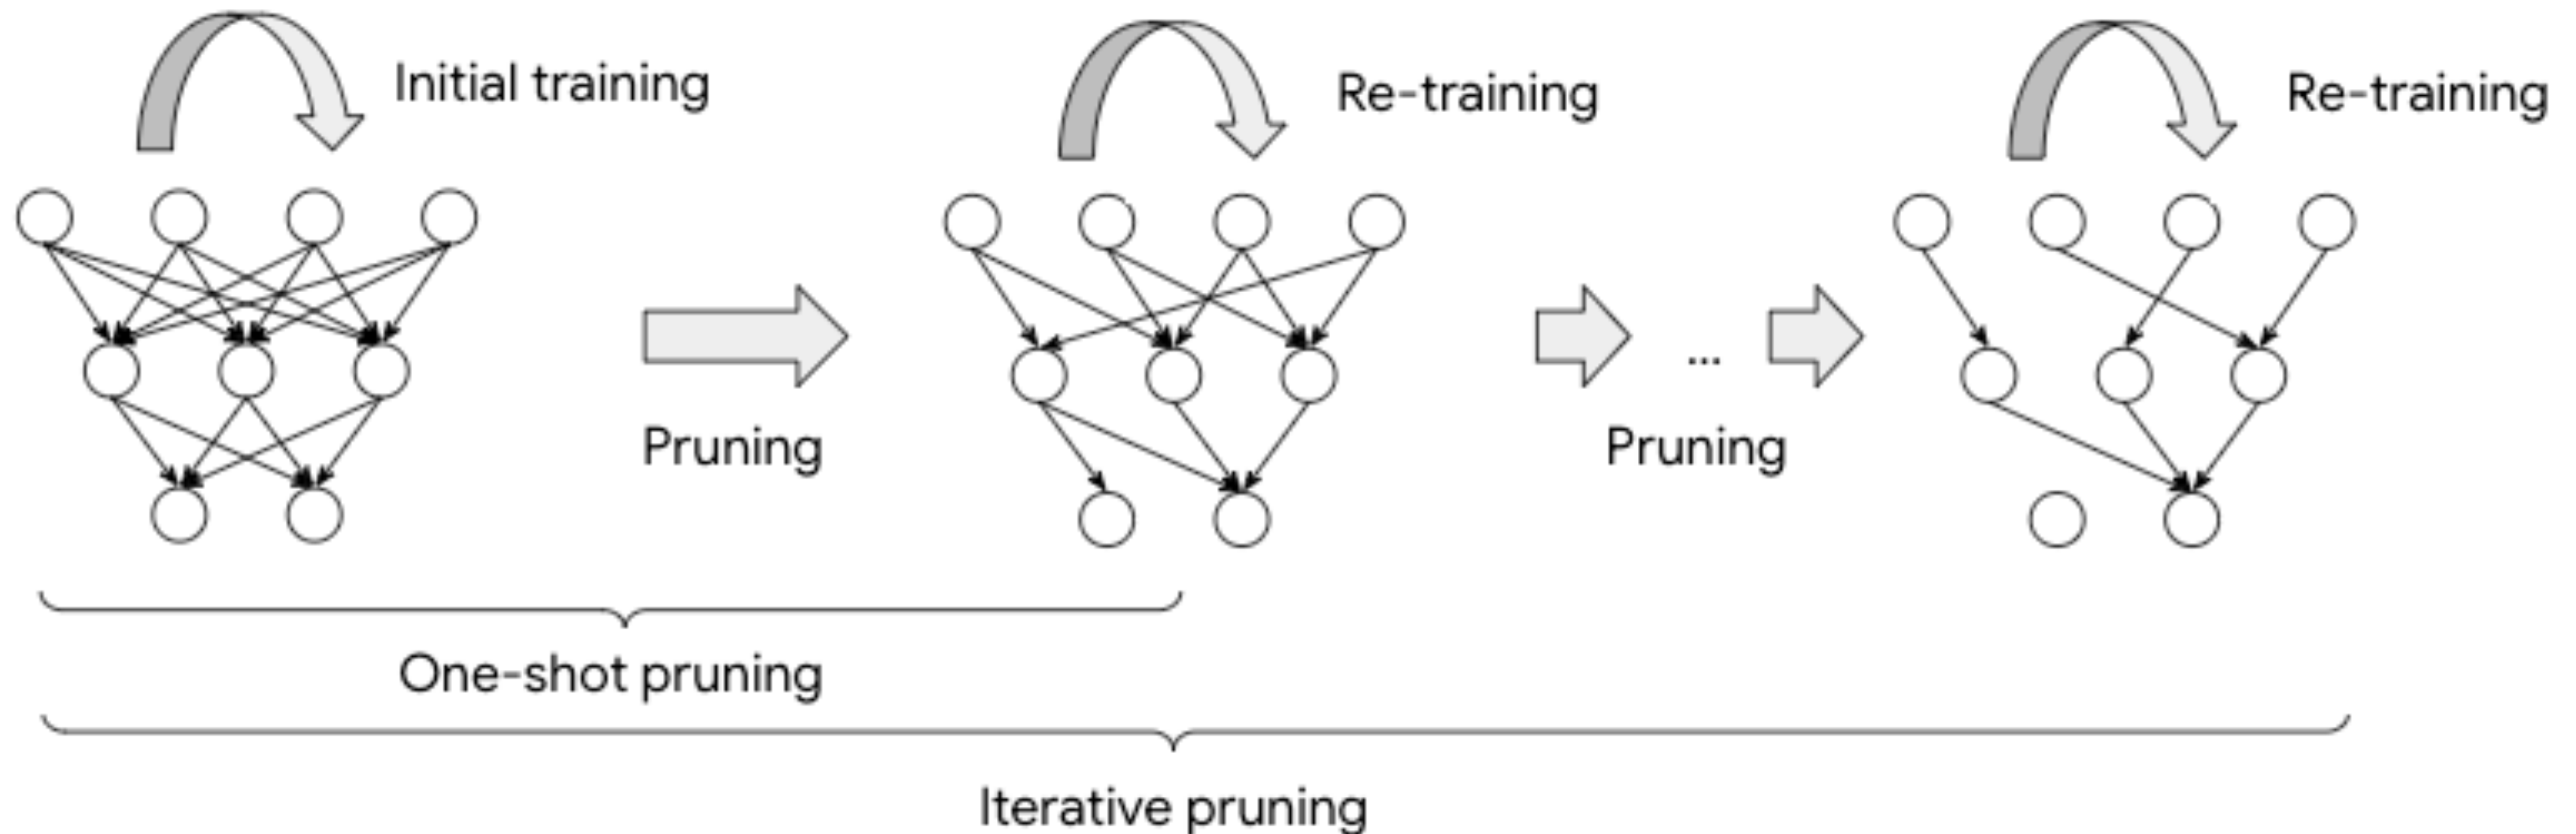 Initial training
Re-training
Re-training
Pruning
...
Pruning
One-shot pruning
Iterative pruning